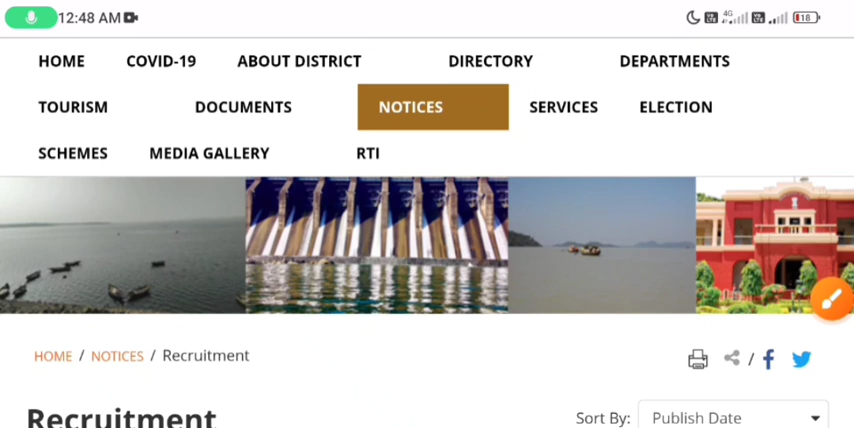 12:48 AM 4G 18
HOME COVID-19 ABOUT DISTRICT DIRECTORY DEPARTMENTS
TOURISM DOCUMENTS NOTICES SERVICES ELECTION
SCHEMES MEDIA GALLERY RTI
HOME / NOTICES / Recruitment /
Recruitment Sort By: Publish Date